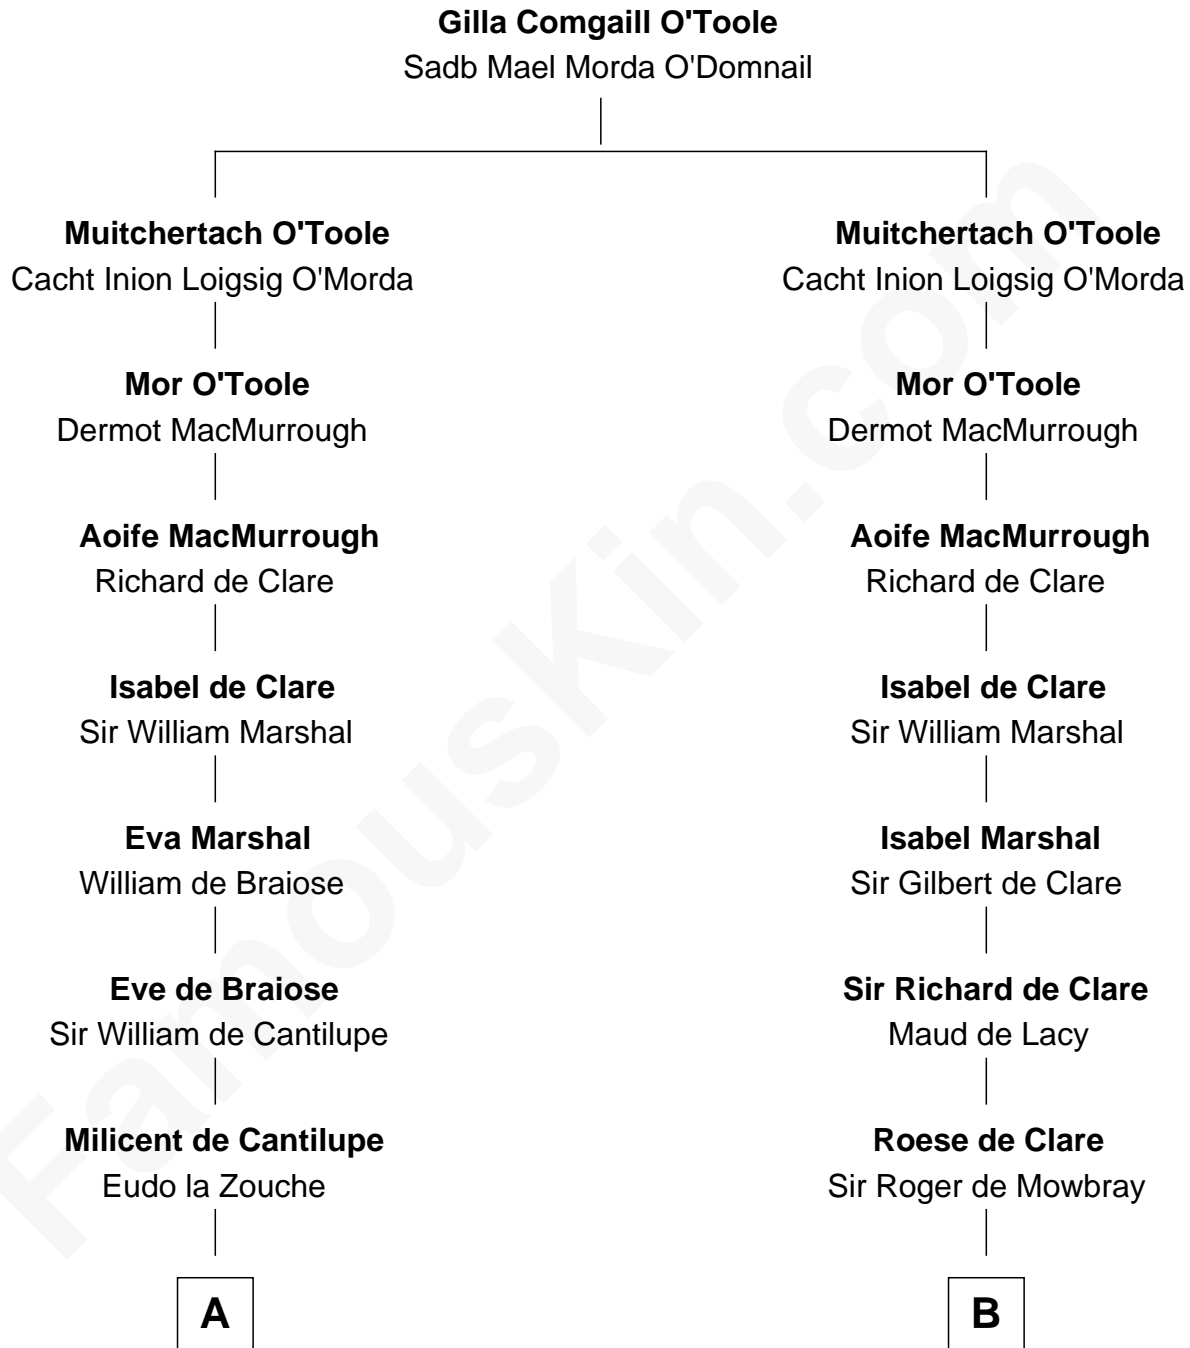 Gilla Comgaill O'Toole
Sadb Mael Morda O'Domnail
Muitchertach O'Toole
Cacht Inion Loigsig O'Morda
Muitchertach O'Toole
Cacht Inion Loigsig O'Morda
Mor O'Toole
Dermot MacMurrough
Mor O'Toole
Dermot MacMurrough
Aoife MacMurrough
Richard de Clare
Aoife MacMurrough
Richard de Clare
Isabel de Clare
Sir William Marshal
Isabel de Clare
Sir William Marshal
Eva Marshal
William de Braiose
Isabel Marshal
Sir Gilbert de Clare
Eve de Braiose
Sir William de Cantilupe
Sir Richard de Clare
Maud de Lacy
Milicent de Cantilupe
Eudo la Zouche
Roese de Clare
Sir Roger de Mowbray
A
B
FamousKin.com